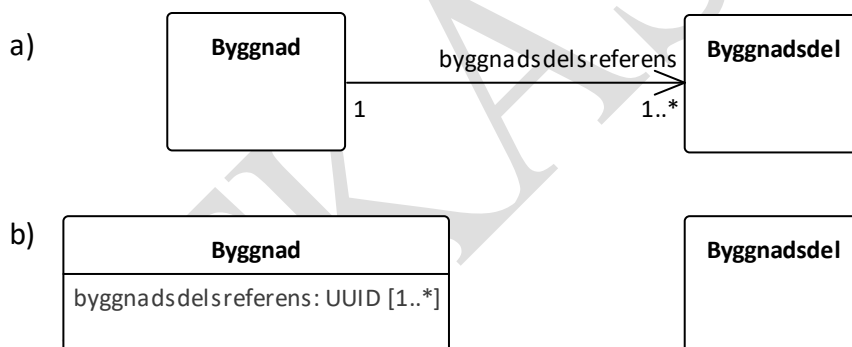 a)
Byggnad
byggnadsdelsreferens
Byggnadsdel
1
1..*
b)
Byggnad
byggnadsdelsreferens: UUID [1..*]
Byggnadsdel